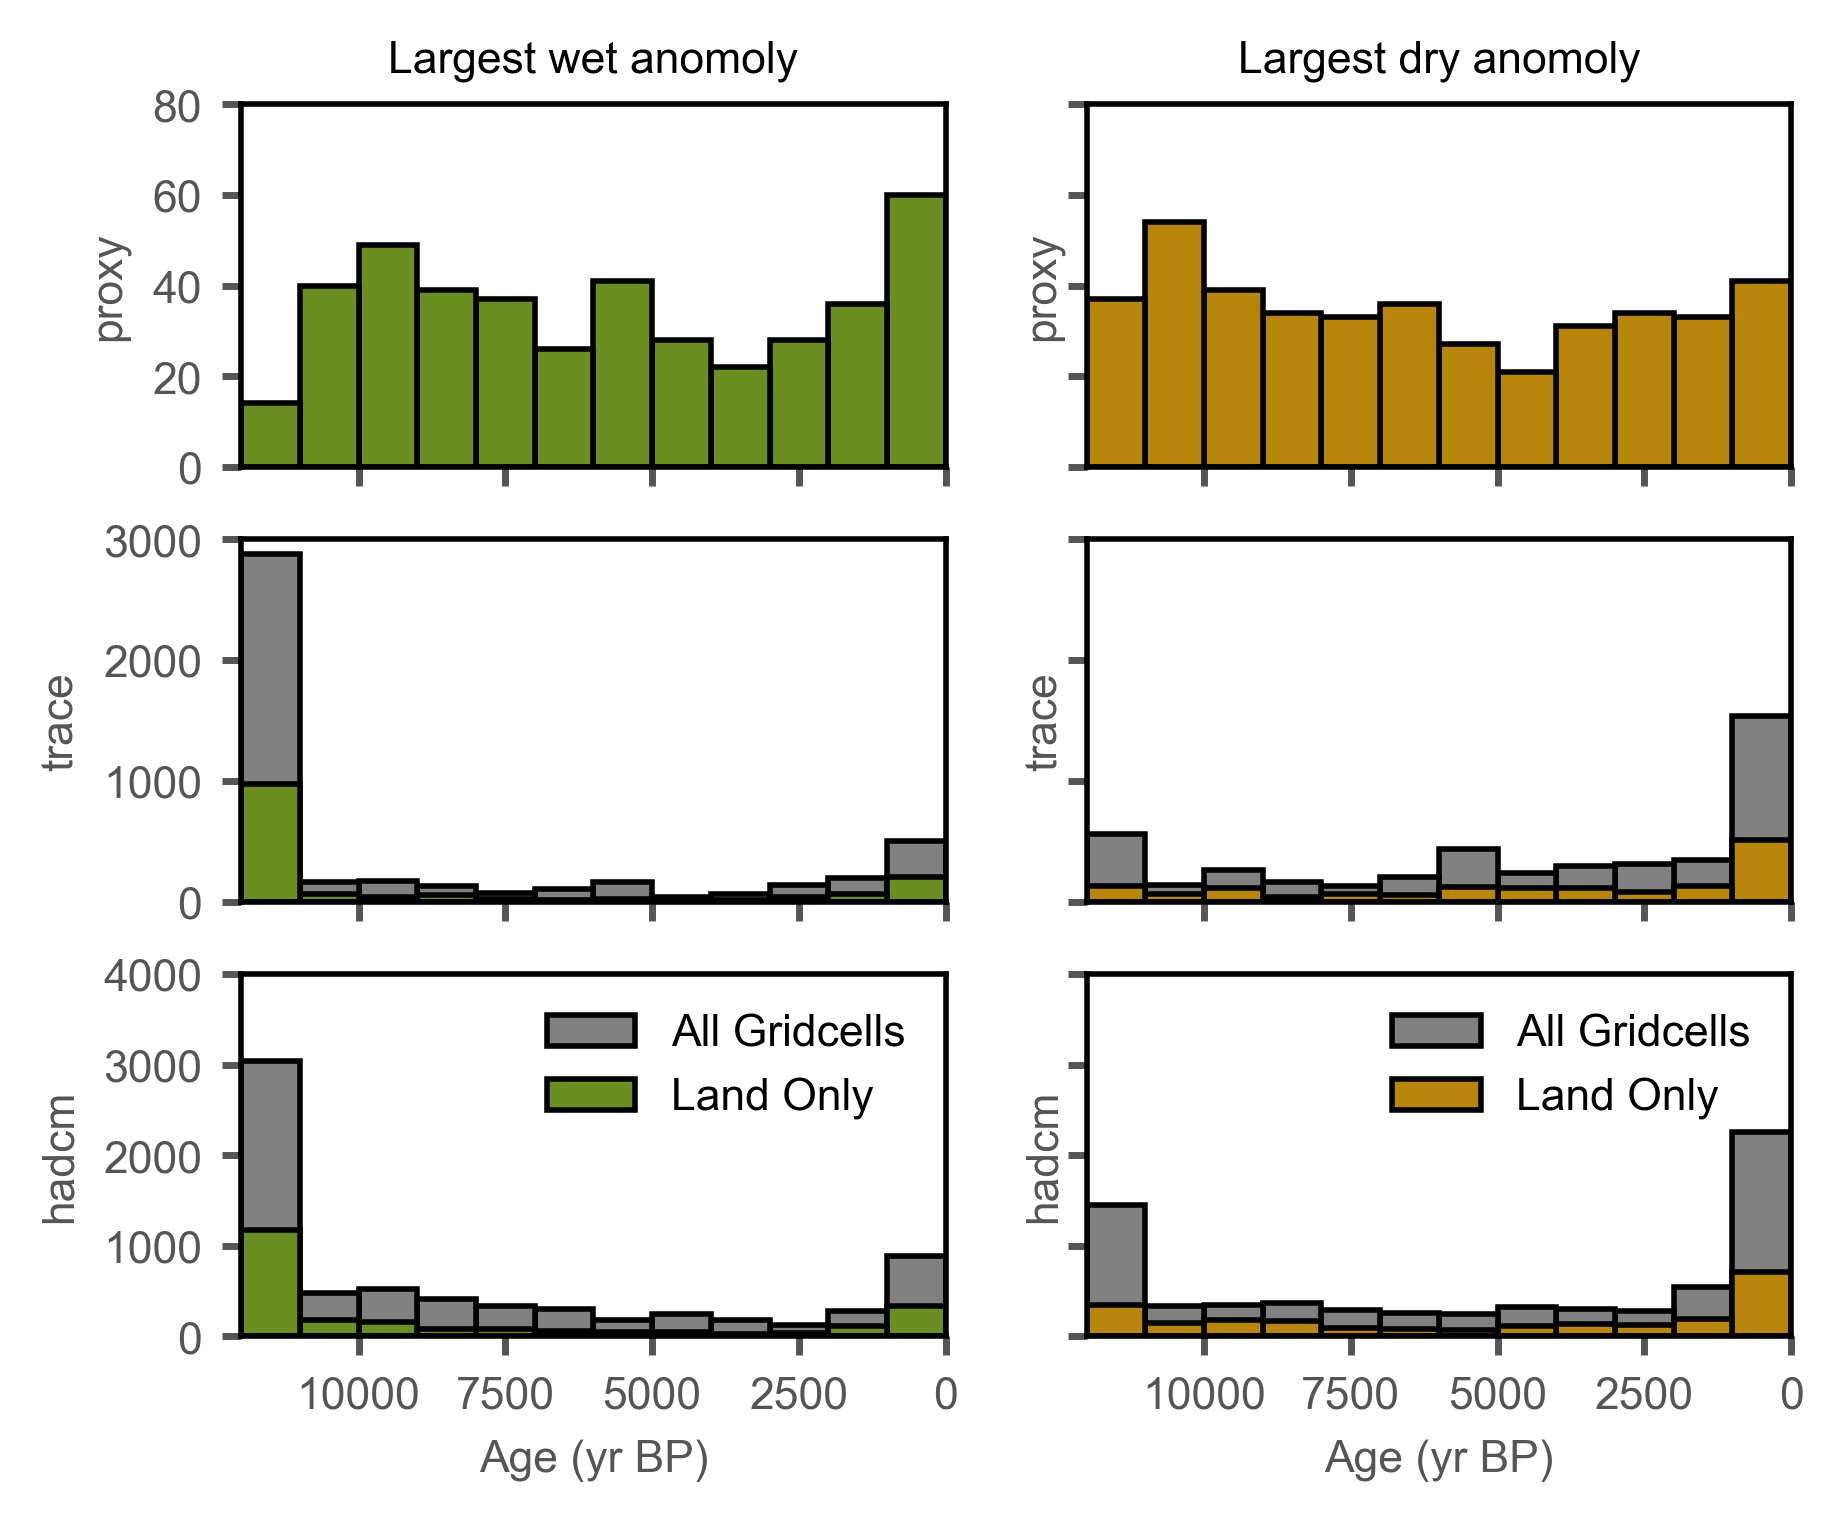 Largest wet anomoly
Largest dry anomoly
80
60
40
20
0
proxy
proxy
3000
2000
1000
0
trace
trace
4000
3000
2000
1000
0
hadcm
All Gridcells
Land Only
hadcm
All Gridcells
Land Only
10000 7500 5000 2500 0
10000 7500 5000 2500 0
Age (yr BP)
Age (yr BP)